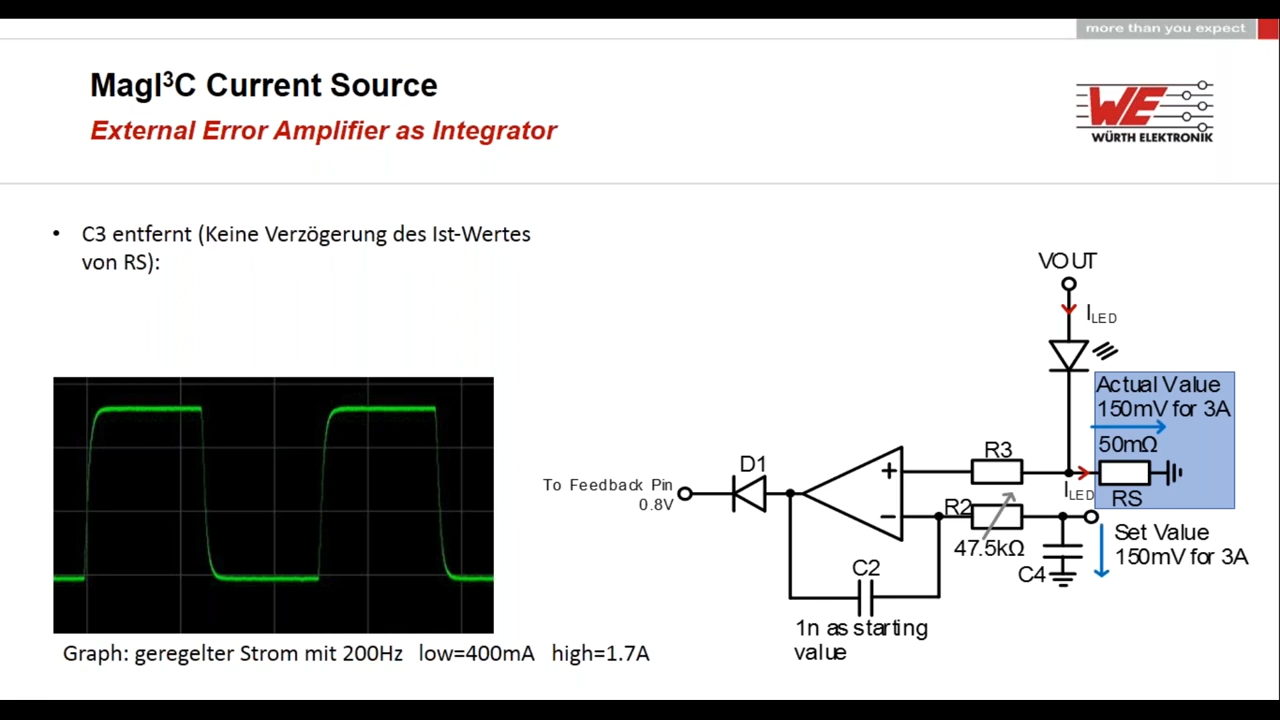 more than you expect
MagI³C Current Source
External Error Amplifier as Integrator
WE
WÜRTH ELEKTRONIK
• C3 entfernt (Keine Verzögerung des Ist-Wertes
von RS):
VOUT
I LED
Actual Value
150mV for 3A
50mΩ
R3
D1
To Feedback Pin
0.8V
+
I LED
RS
R2
−
47.5kΩ
Set Value
150mV for 3A
C4
C2
1n as starting
value
Graph: geregelter Strom mit 200Hz low=400mA high=1.7A